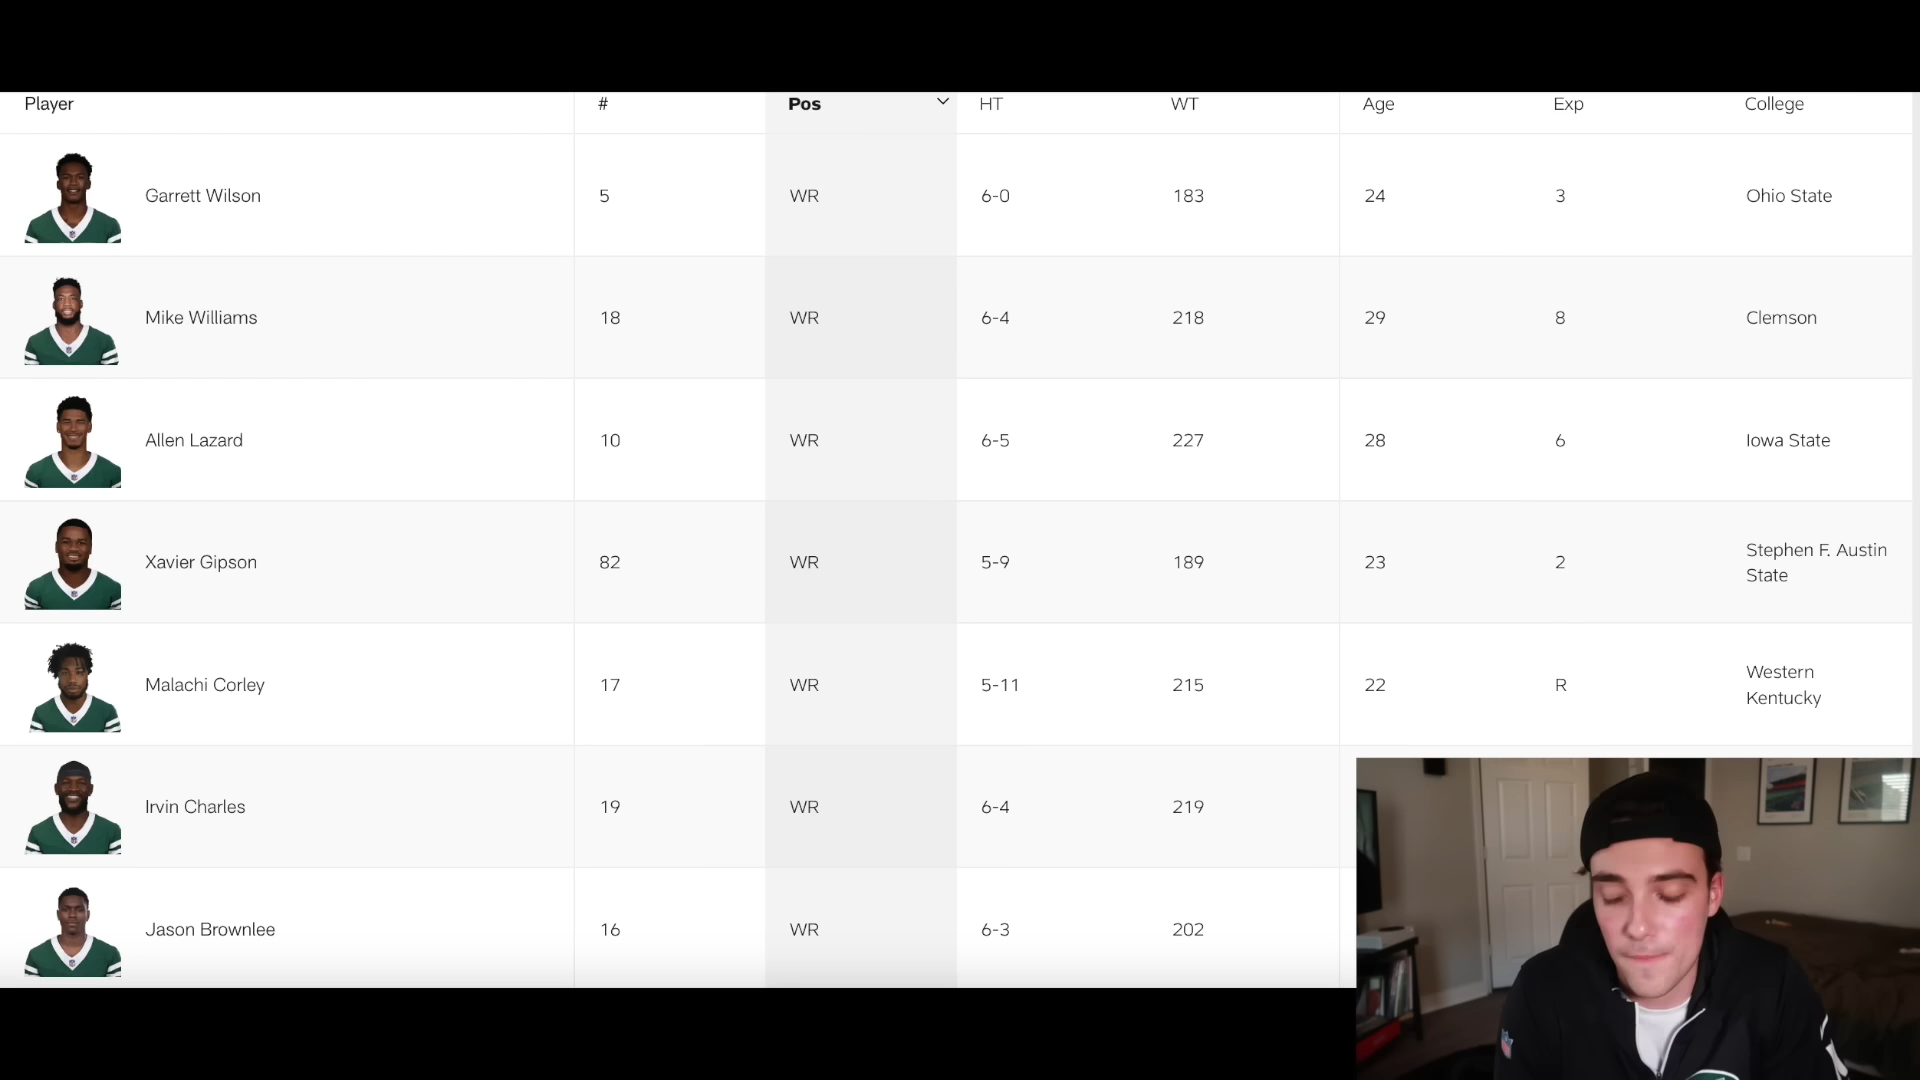 Player # Pos HT WT Age Exp College
Garrett Wilson 5 WR 6-0 183 24 3 Ohio State
Mike Williams 18 WR 6-4 218 29 8 Clemson
Allen Lazard 10 WR 6-5 227 28 6 Iowa State
Xavier Gipson 82 WR 5-9 189 23 2 Stephen F. Austin
State
Malachi Corley 17 WR 5-11 215 22 R Western
Kentucky
Irvin Charles 19 WR 6-4 219
Jason Brownlee 16 WR 6-3 202